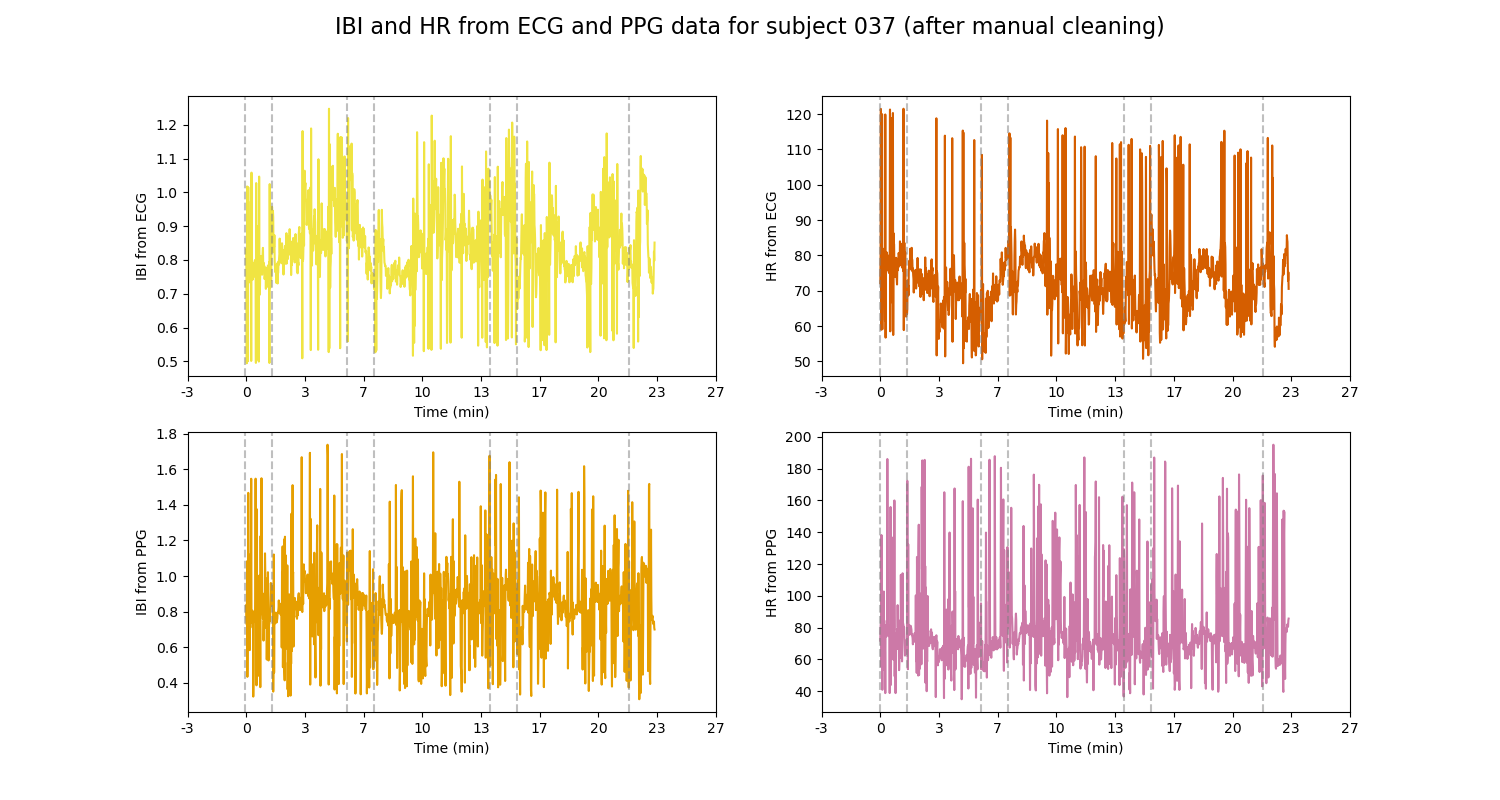 IBI and HR from ECG and PPG data for subject 037 (after manual cleaning)
IBI from ECG
1.2
1.1
1.0
0.9
0.8
0.7
0.6
0.5
-3 0 3 7 10 13 17 20 23 27
Time (min)
HR from ECG
120
110
100
90
80
70
60
50
-3 0 3 7 10 13 17 20 23 27
Time (min)
IBI from PPG
1.8
1.6
1.4
1.2
1.0
0.8
0.6
0.4
-3 0 3 7 10 13 17 20 23 27
Time (min)
HR from PPG
200
180
160
140
120
100
80
60
40
-3 0 3 7 10 13 17 20 23 27
Time (min)